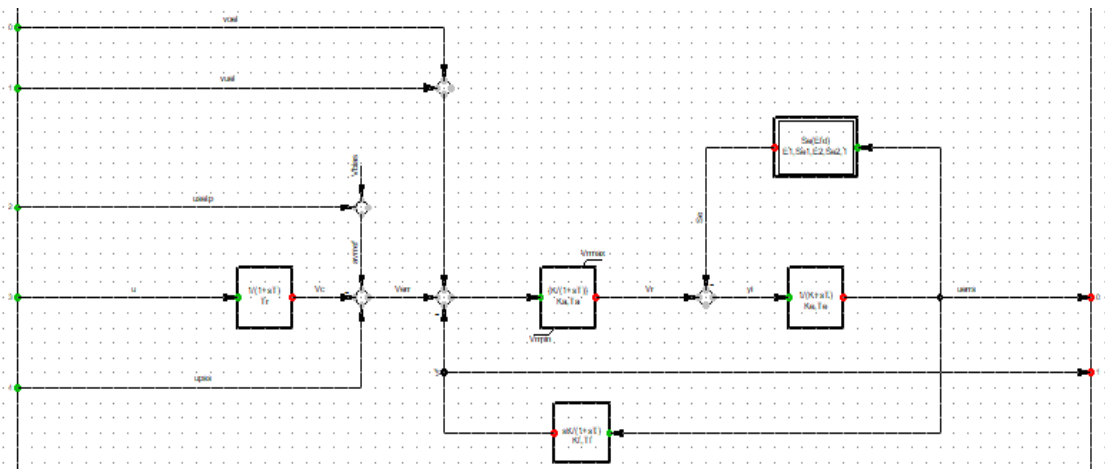 0
voel
1
vuel
Se(Efd)
E1,Se1,E2,Se2,1
Vbias
2
usetp
Se
avrref
Vrmax
3
u
1/(1+sT)
Tr
Vc
Verr
{K/(1+sT)}
Ka,Ta
Vr
yi
1/(K+sT)
Ke,Te
uerrs
0
Vrmin
4
upss
1
sK/(1+sT)
Kf,Tf